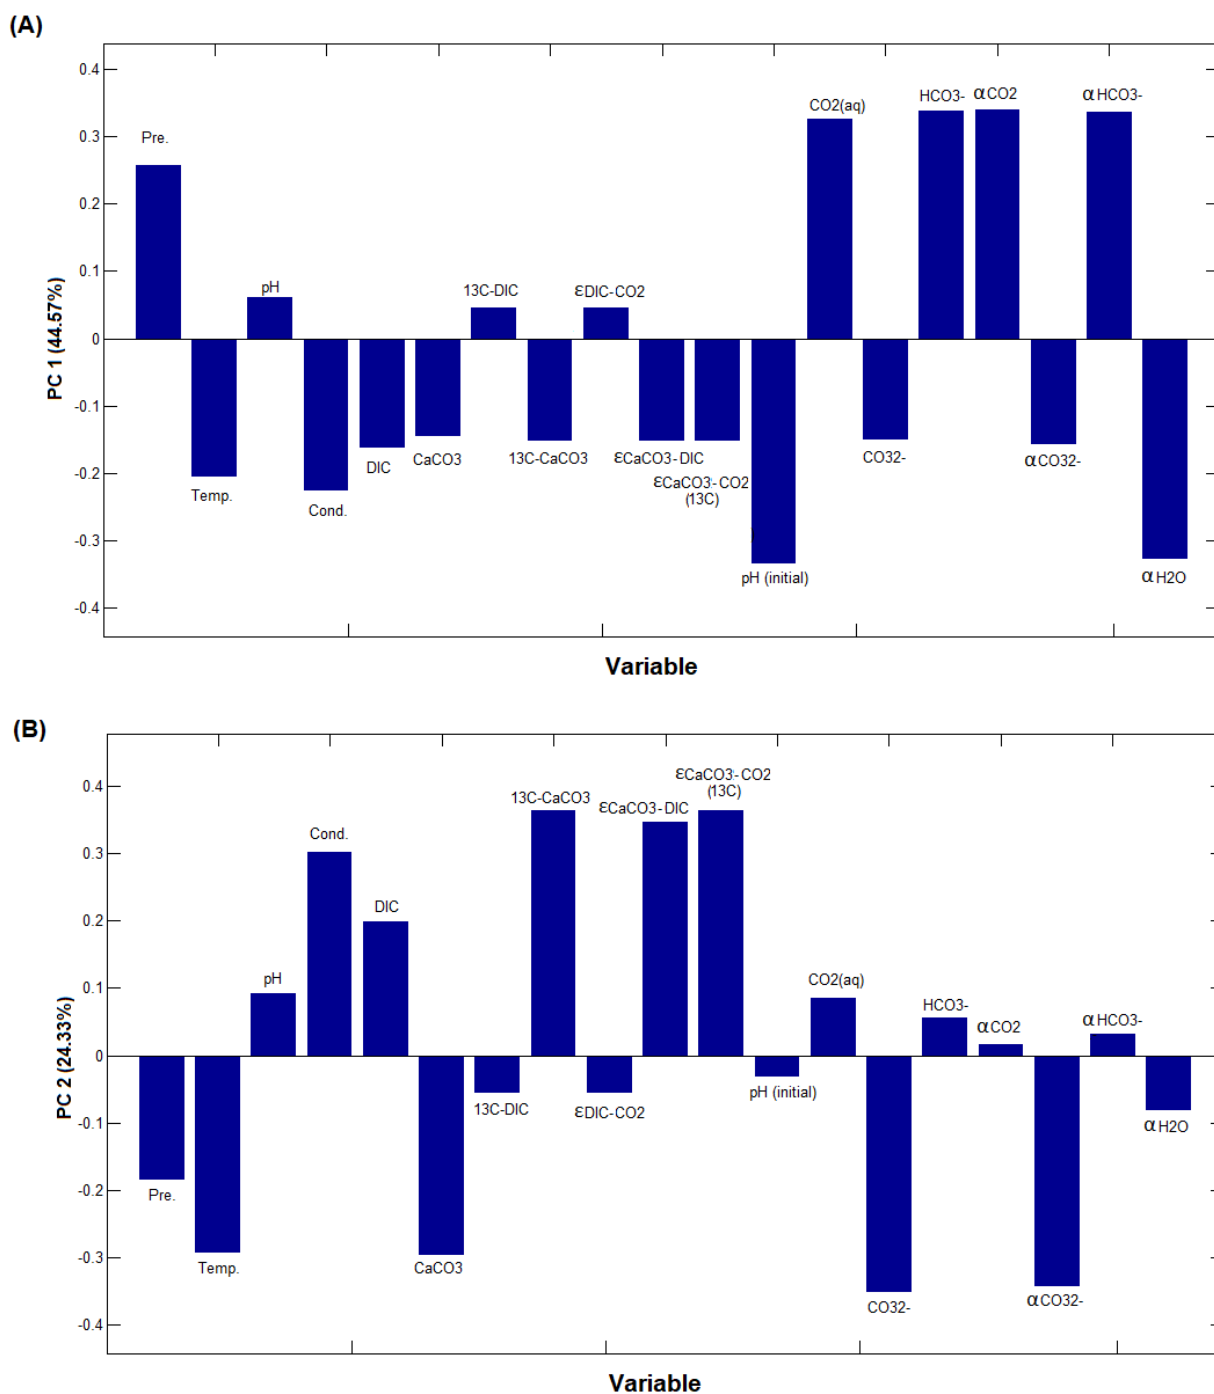 (A)
0.4
0.3
0.2
0.1
0
-0.1
-0.2
-0.3
-0.4
PC 1 (44.57%)
Pre.
Temp.
pH
Cond.
DIC
CaCO3
13C-DIC
13C-CaCO3
εDIC-CO2
εCaCO3-DIC
εCaCO3-CO2
(13C)
pH (initial)
CO2(aq)
CO32-
HCO3-
αCO2
αCO32-
αHCO3-
αH2O
Variable
(B)
0.4
0.3
0.2
0.1
0
-0.1
-0.2
-0.3
-0.4
PC 2 (24.33%)
Pre.
Temp.
pH
Cond.
DIC
CaCO3
13C-DIC
13C-CaCO3
εDIC-CO2
εCaCO3-DIC
εCaCO3-CO2
(13C)
pH (initial)
CO2(aq)
CO32-
HCO3-
αCO2
αCO32-
αHCO3-
αH2O
Variable